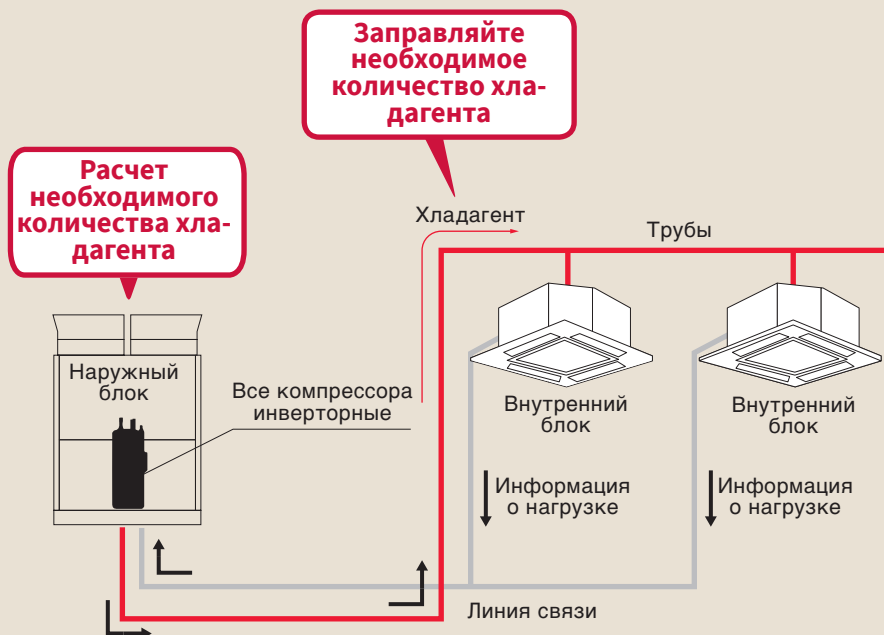 Заправляйте
необходимое
количество хла-
дагента
Расчет
необходимого
количества хла-
дагента
Хладагент
Трубы
Наружный
блок
Все компрессора
инверторные
Внутренний
блок
Внутренний
блок
Информация
о нагрузке
Информация
о нагрузке
Линия связи